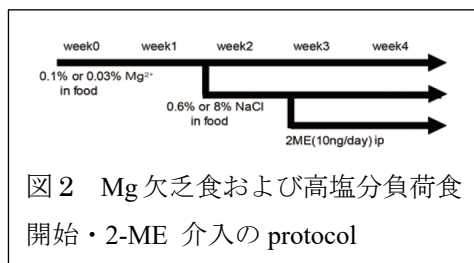 week0 week1 week2 week3 week4
0.1% or 0.03% Mg²⁺
in food
0.6% or 8% NaCl
in food
2ME(10ng/day) ip
図２ Mg 欠乏食および高塩分負荷食
開始・2-ME 介入の protocol